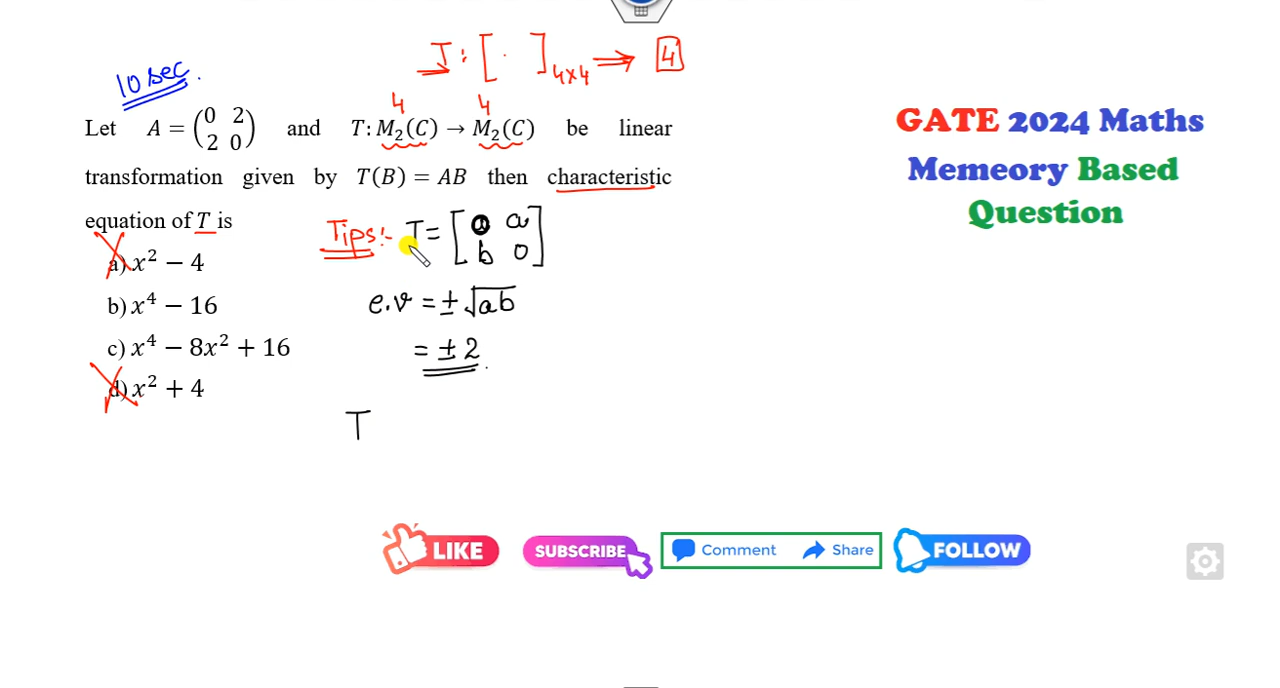 T : [ · ]4×4 ⇒ 4
10 sec.
4 4
Let A = (0 2
2 0) and T: M₂(C) → M₂(C) be linear
transformation given by T(B) = AB then characteristic
equation of T is
a) x² − 4
b) x⁴ − 16
c) x⁴ − 8x² + 16
d) x² + 4
Tips:- T = [0 a
b 0]
e.v = ± √ab
= ± 2.
T
GATE 2024 Maths
Memeory Based
Question
LIKE
SUBSCRIBE
Comment
Share
FOLLOW